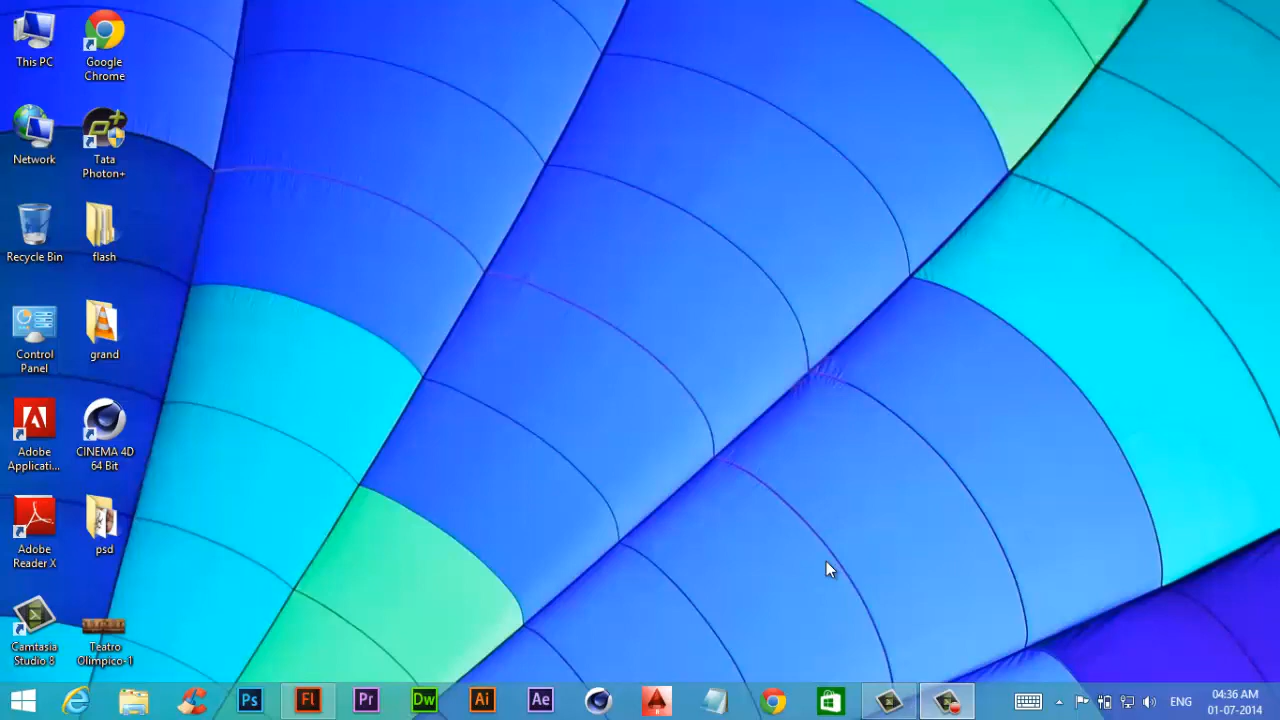 This PC
Google
Chrome
Network
Tata
Photon+
Recycle Bin
flash
Control
Panel
grand
Adobe
Applicati...
CINEMA 4D
64 Bit
Adobe
Reader X
psd
Camtasia
Studio 8
Teatro
Olimpico-1
Ps
Fl
Pr
Dw
Ai
Ae
ENG
04:36 AM
01-07-2014